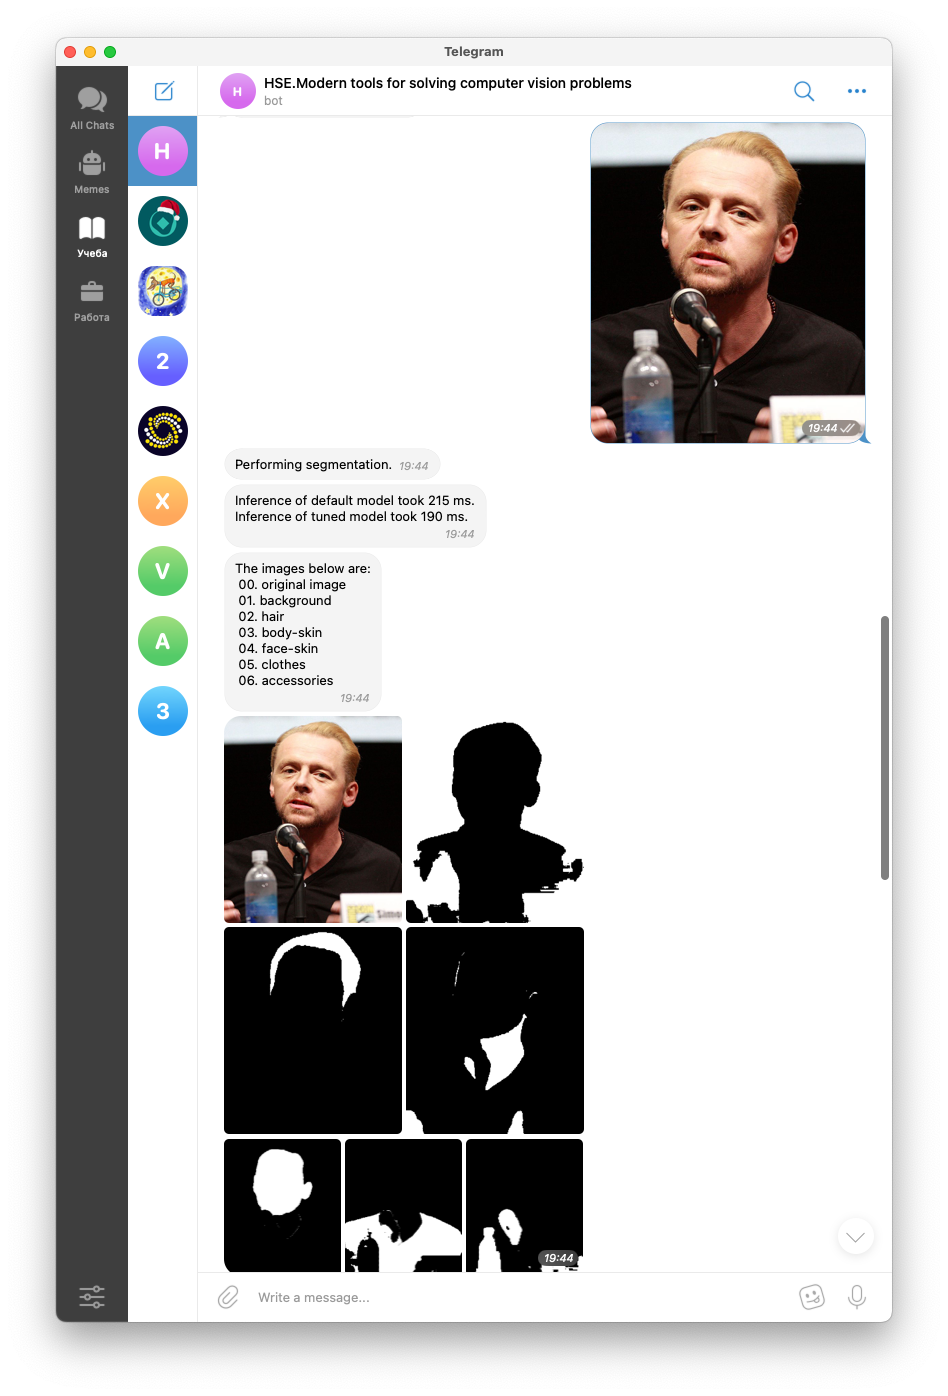 Telegram
All Chats
Memes
Учеба
Работа
H
2
X
V
A
3
H
HSE.Modern tools for solving computer vision problems
bot
19:44
Performing segmentation. 19:44
Inference of default model took 215 ms.
Inference of tuned model took 190 ms.
19:44
The images below are:
00. original image
01. background
02. hair
03. body-skin
04. face-skin
05. clothes
06. accessories
19:44
19:44
Write a message...